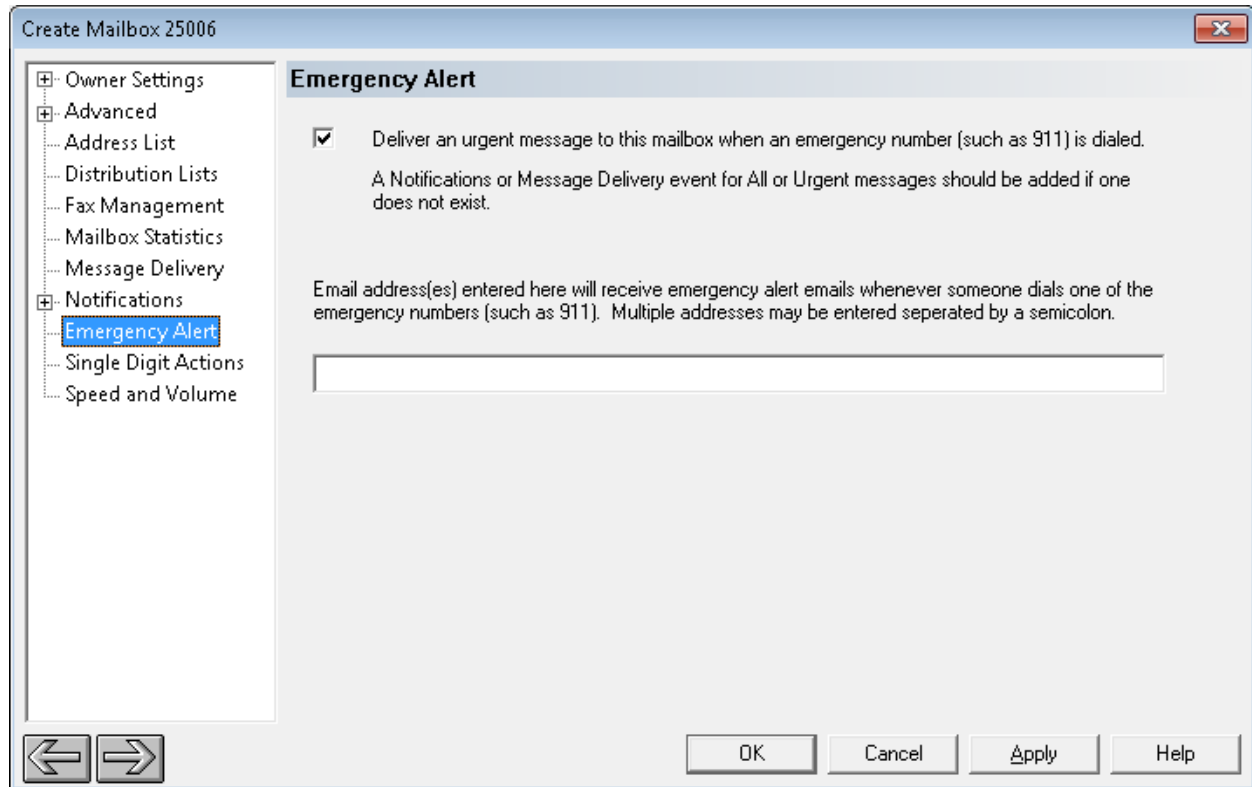 Create Mailbox 25006
Owner Settings
Advanced
Address List
Distribution Lists
Fax Management
Mailbox Statistics
Message Delivery
Notifications
Emergency Alert
Single Digit Actions
Speed and Volume
Emergency Alert
Deliver an urgent message to this mailbox when an emergency number (such as 911) is dialed.
A Notifications or Message Delivery event for All or Urgent messages should be added if one
does not exist.
Email address(es) entered here will receive emergency alert emails whenever someone dials one of the
emergency numbers (such as 911).  Multiple addresses may be entered seperated by a semicolon.
OK
Cancel
Apply
Help